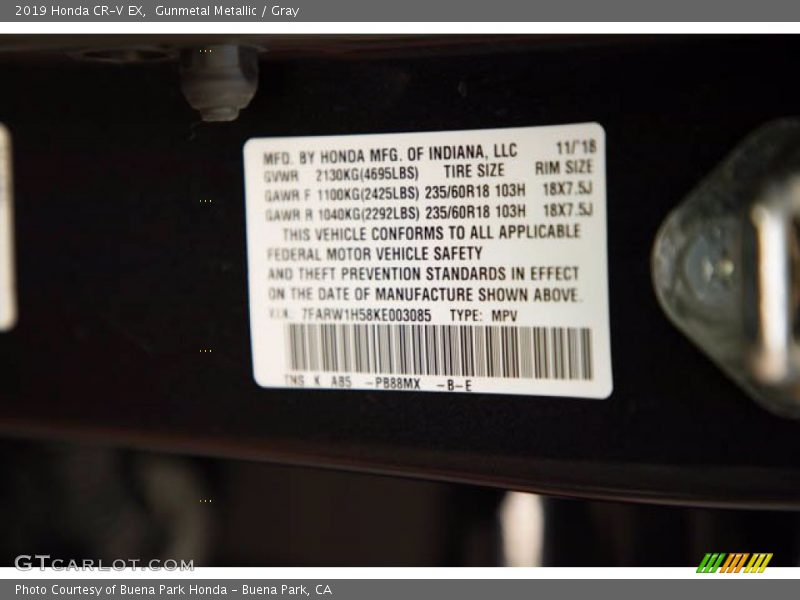 2019 Honda CR-V EX, Gunmetal Metallic / Gray
MFD. BY HONDA MFG. OF INDIANA, LLC 11/'18
GVWR 2130KG(4695LBS) TIRE SIZE RIM SIZE
GAWR F 1100KG(2425LBS) 235/60R18 103H 18X7.5J
GAWR R 1040KG(2292LBS) 235/60R18 103H 18X7.5J
THIS VEHICLE CONFORMS TO ALL APPLICABLE
FEDERAL MOTOR VEHICLE SAFETY
AND THEFT PREVENTION STANDARDS IN EFFECT
ON THE DATE OF MANUFACTURE SHOWN ABOVE.
V.I.N. 7FARW1H58KE003085 TYPE: MPV
TNS K AB5 -PB88MX -B-E
GTCARLOT.COM
Photo Courtesy of Buena Park Honda - Buena Park, CA